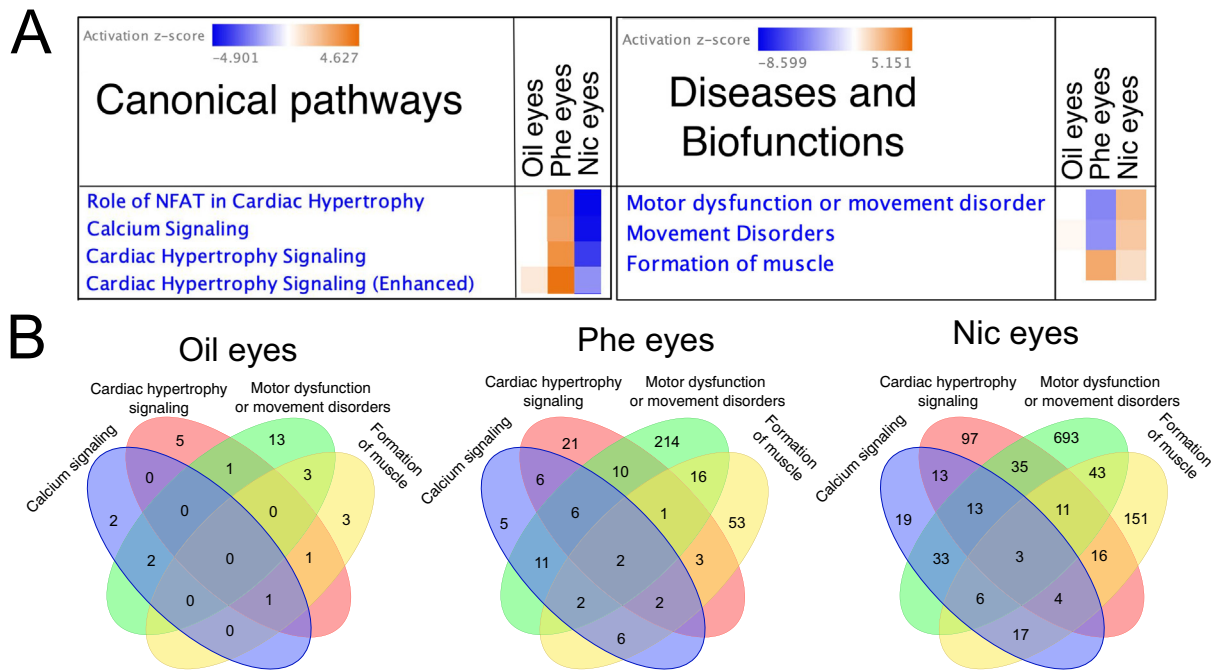 A
Activation z-score
-4.901 4.627
Canonical pathways
Oil eyes
Phe eyes
Nic eyes
Role of NFAT in Cardiac Hypertrophy
Calcium Signaling
Cardiac Hypertrophy Signaling
Cardiac Hypertrophy Signaling (Enhanced)
Activation z-score
-8.599 5.151
Diseases and
Biofunctions
Oil eyes
Phe eyes
Nic eyes
Motor dysfunction or movement disorder
Movement Disorders
Formation of muscle
B
Oil eyes
Cardiac hypertrophy
signaling
Motor dysfunction
or movement disorders
Calcium signaling
Formation
of muscle
5 13
0 1 3
2 0 0 3
2 0 1
0 1
0
Phe eyes
Cardiac hypertrophy
signaling
Motor dysfunction
or movement disorders
Calcium signaling
Formation
of muscle
21 214
6 10 16
5 6 1 53
11 2 3
2 2
6
Nic eyes
Cardiac hypertrophy
signaling
Motor dysfunction
or movement disorders
Calcium signaling
Formation
of muscle
97 693
13 35 43
19 13 11 151
33 3 16
6 4
17